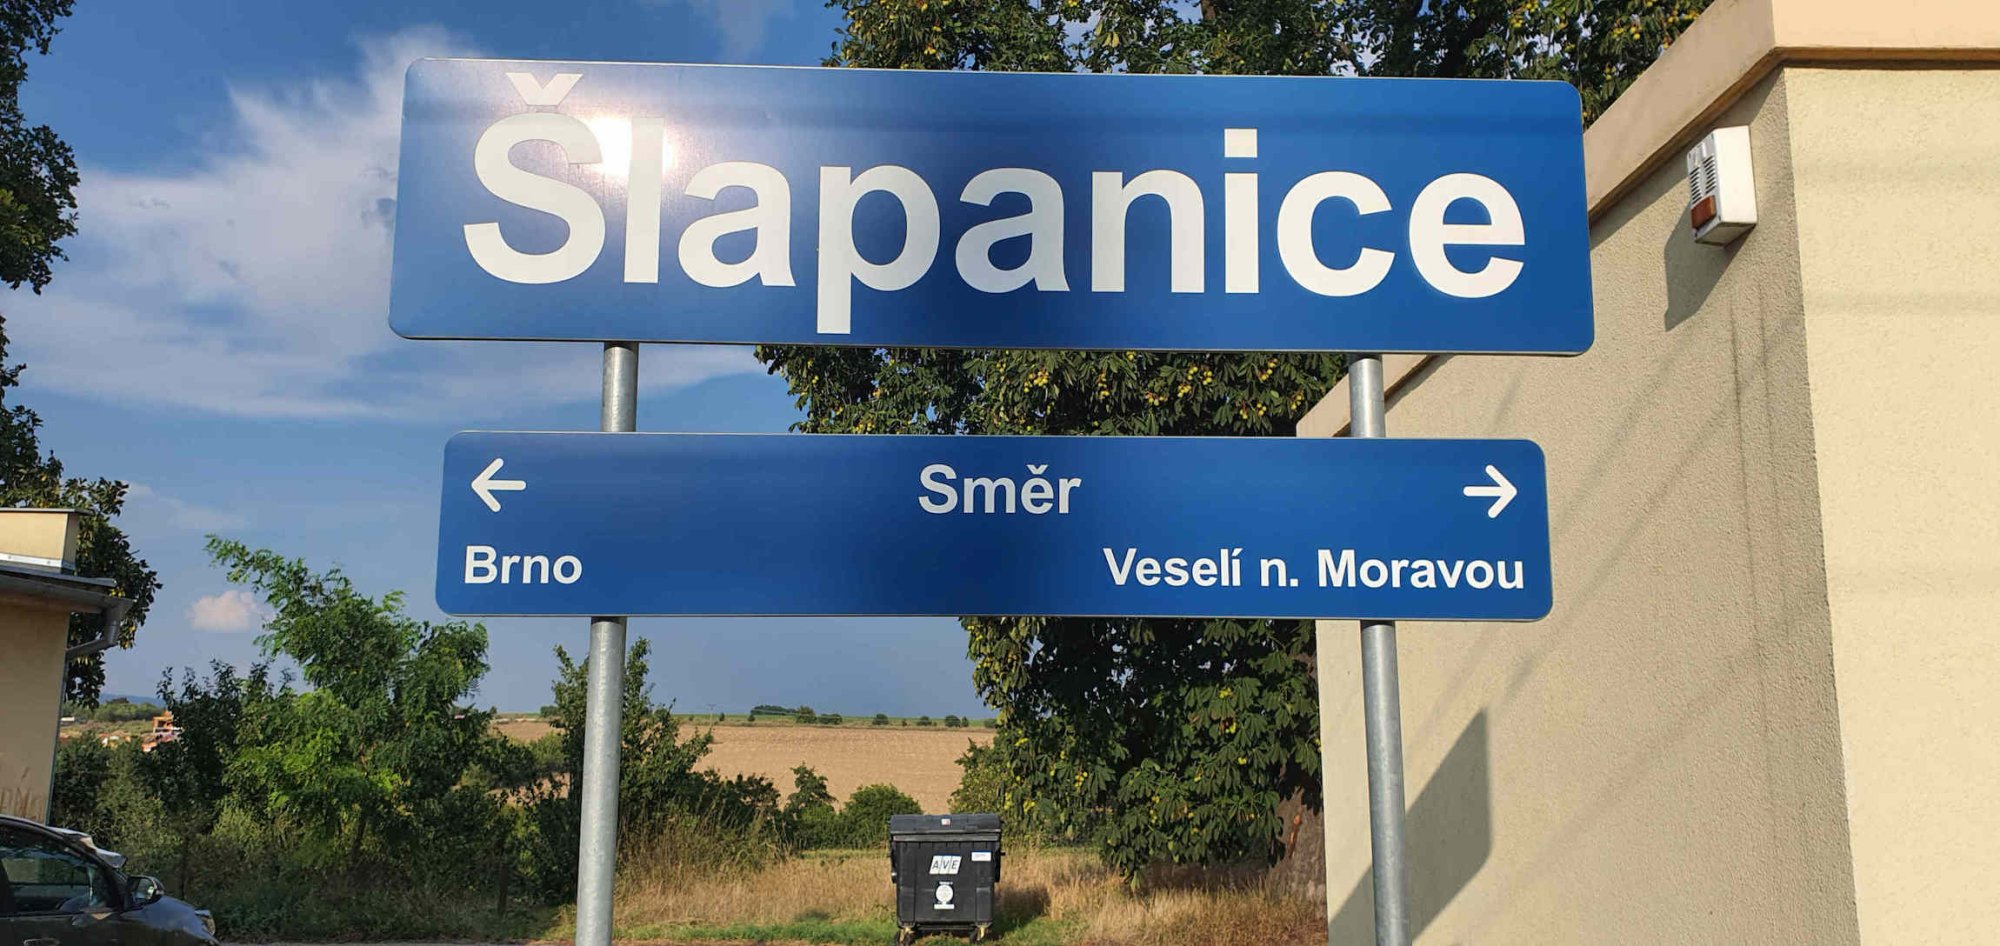 Šlapanice
← Směr →
Brno Veselí n. Moravou
AVE